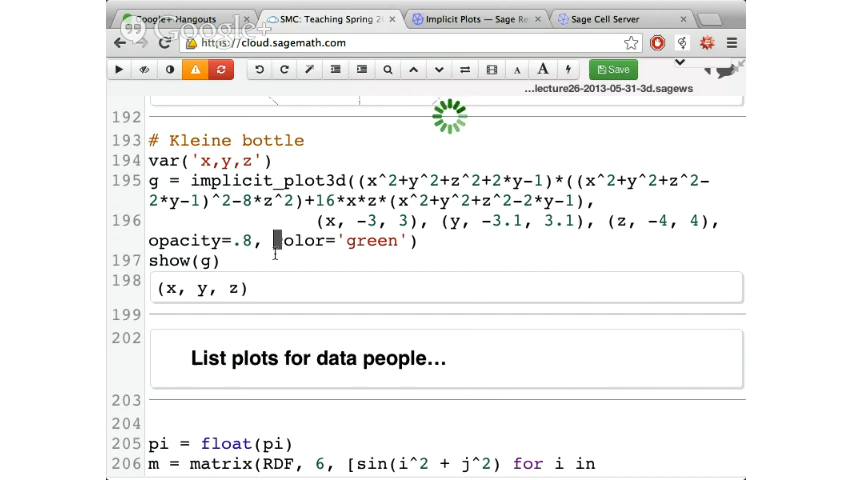 Google+ Hangouts
SMC: Teaching Spring 2
Implicit Plots — Sage Re
Sage Cell Server
Google+
https://cloud.sagemath.com
A A Save
...lecture26-2013-05-31-3d.sagews
192
193 # Kleine bottle
194 var('x,y,z')
195 g = implicit_plot3d((x^2+y^2+z^2+2*y-1)*((x^2+y^2+z^2-
2*y-1)^2-8*z^2)+16*x*z*(x^2+y^2+z^2-2*y-1),
196 (x, -3, 3), (y, -3.1, 3.1), (z, -4, 4),
opacity=.8, color='green')
197 show(g)
198 (x, y, z)
199
202 List plots for data people...
203
204
205 pi = float(pi)
206 m = matrix(RDF, 6, [sin(i^2 + j^2) for i in